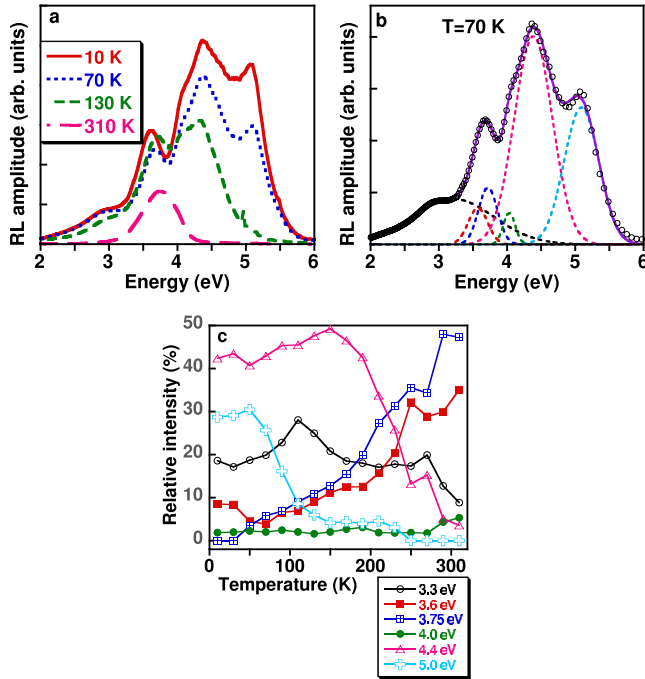 a
RL amplitude (arb. units)
10 K
70 K
130 K
310 K
2 3 4 5 6
Energy (eV)
b
T=70 K
RL amplitude (arb. units)
2 3 4 5 6
Energy (eV)
c
Relative intensity (%)
50
40
30
20
10
0
0 100 200 300
Temperature (K)
3.3 eV
3.6 eV
3.75 eV
4.0 eV
4.4 eV
5.0 eV